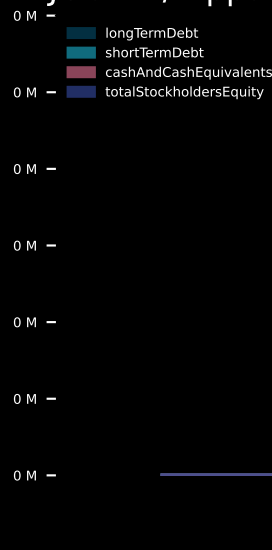 0 M
longTermDebt
shortTermDebt
cashAndCashEquivalents
0 M
totalStockholdersEquity
0 M
0 M
0 M
0 M
0 M